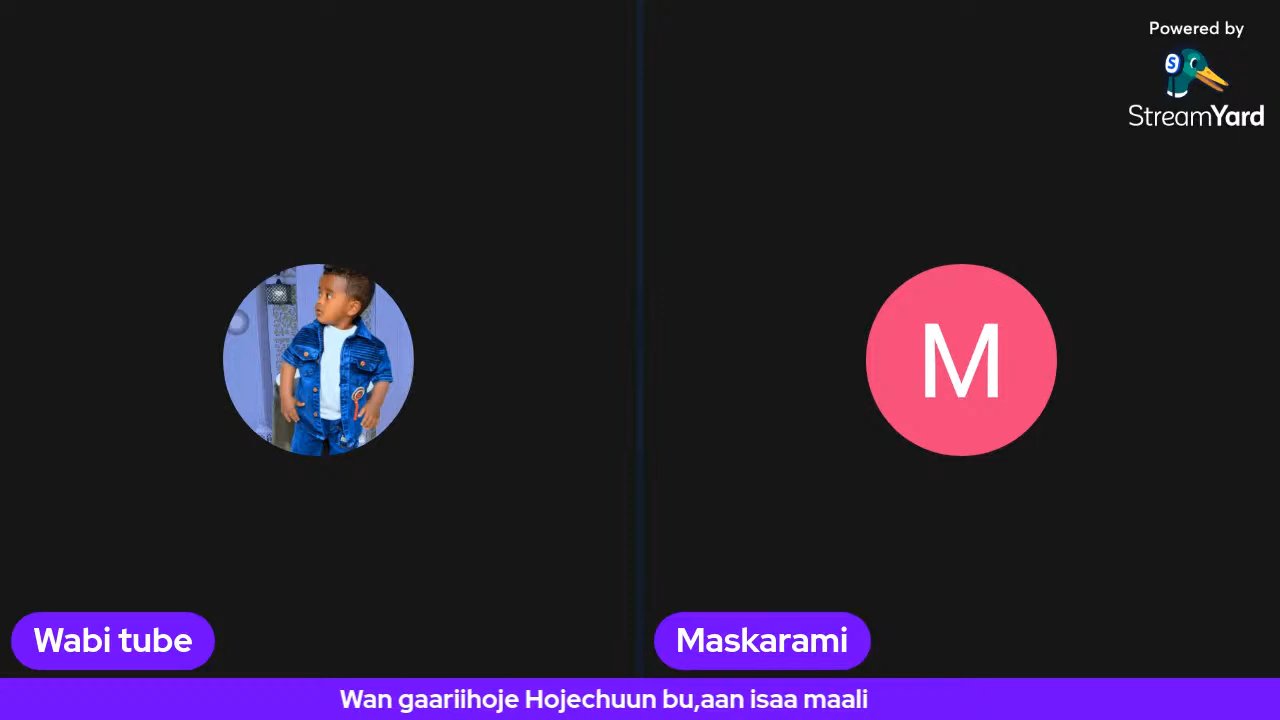 Powered by
S
StreamYard
M
Wabi tube
Maskarami
Wan gaariihoje Hojechuun bu,aan isaa maali